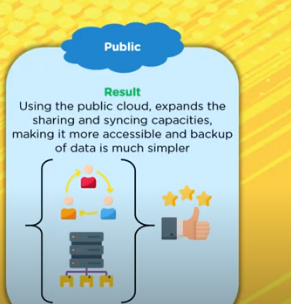 Public
Result
Using the public cloud, expands the
sharing and syncing capacities,
making it more accessible and backup
of data is much simpler